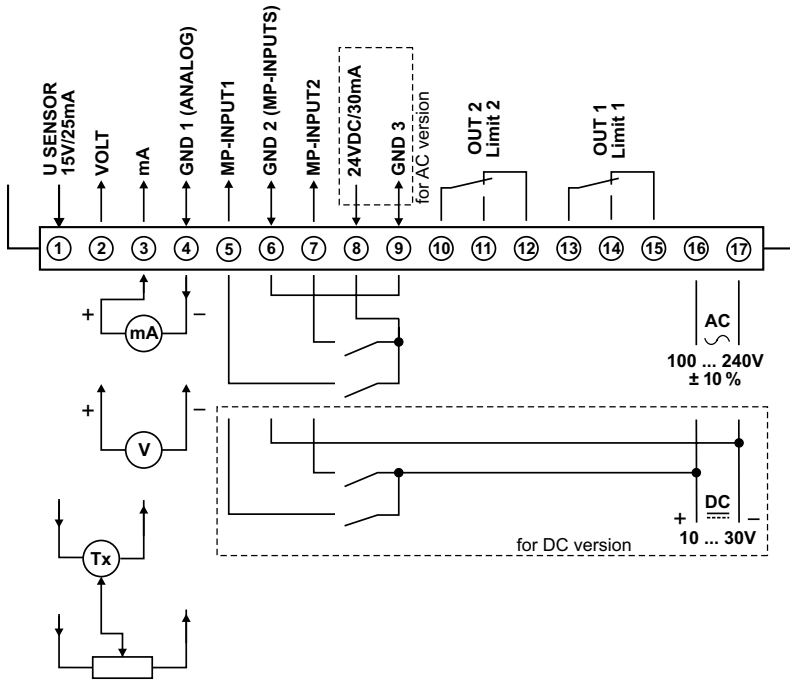 U SENSOR
15V/25mA
VOLT
mA
GND 1 (ANALOG)
MP-INPUT1
GND 2 (MP-INPUTS)
MP-INPUT2
24VDC/30mA
GND 3
for AC version
OUT 2
Limit 2
OUT 1
Limit 1
1 2 3 4 5 6 7 8 9 10 11 12 13 14 15 16 17
+ mA –
AC
100 ... 240V
± 10 %
+ V –
Tx
+ DC –
10 ... 30V
for DC version